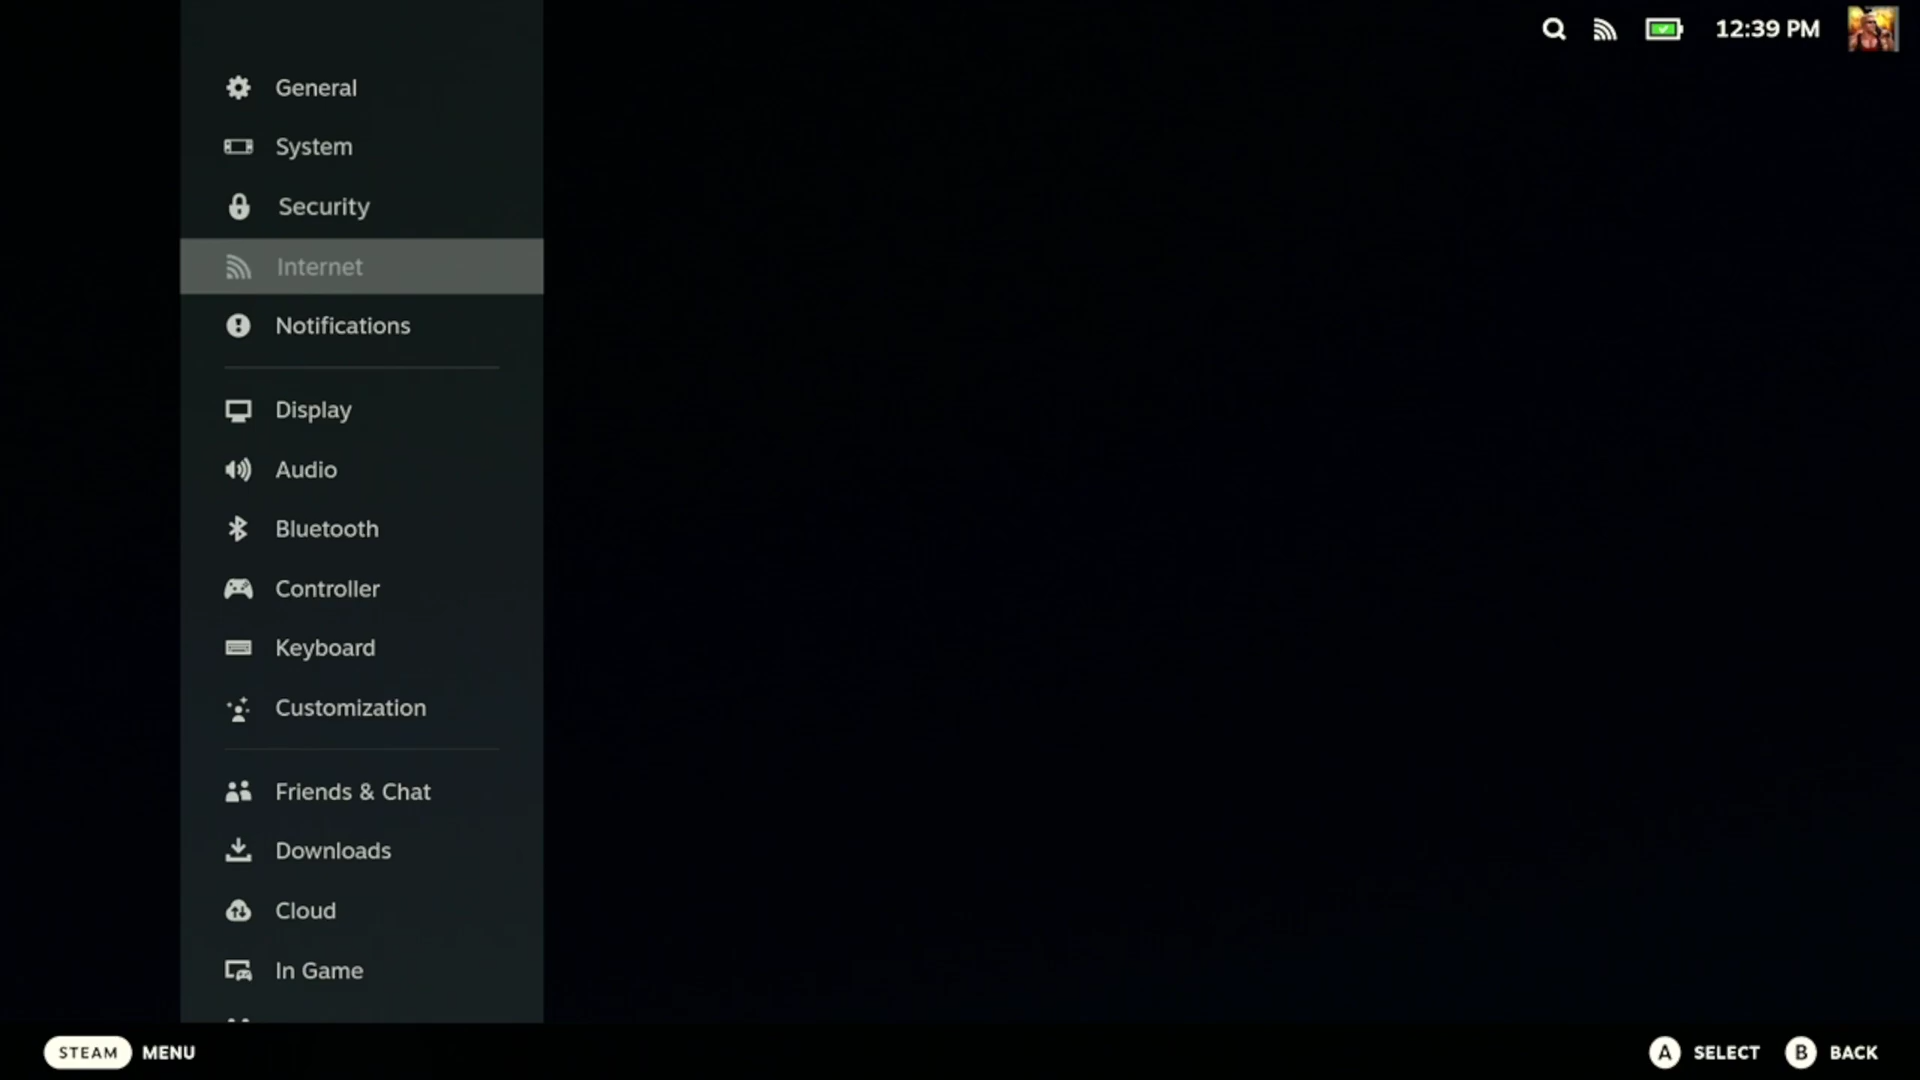 12:39 PM
General
System
Security
Internet
Notifications
Display
Audio
Bluetooth
Controller
Keyboard
Customization
Friends & Chat
Downloads
Cloud
In Game
STEAM MENU
A SELECT B BACK